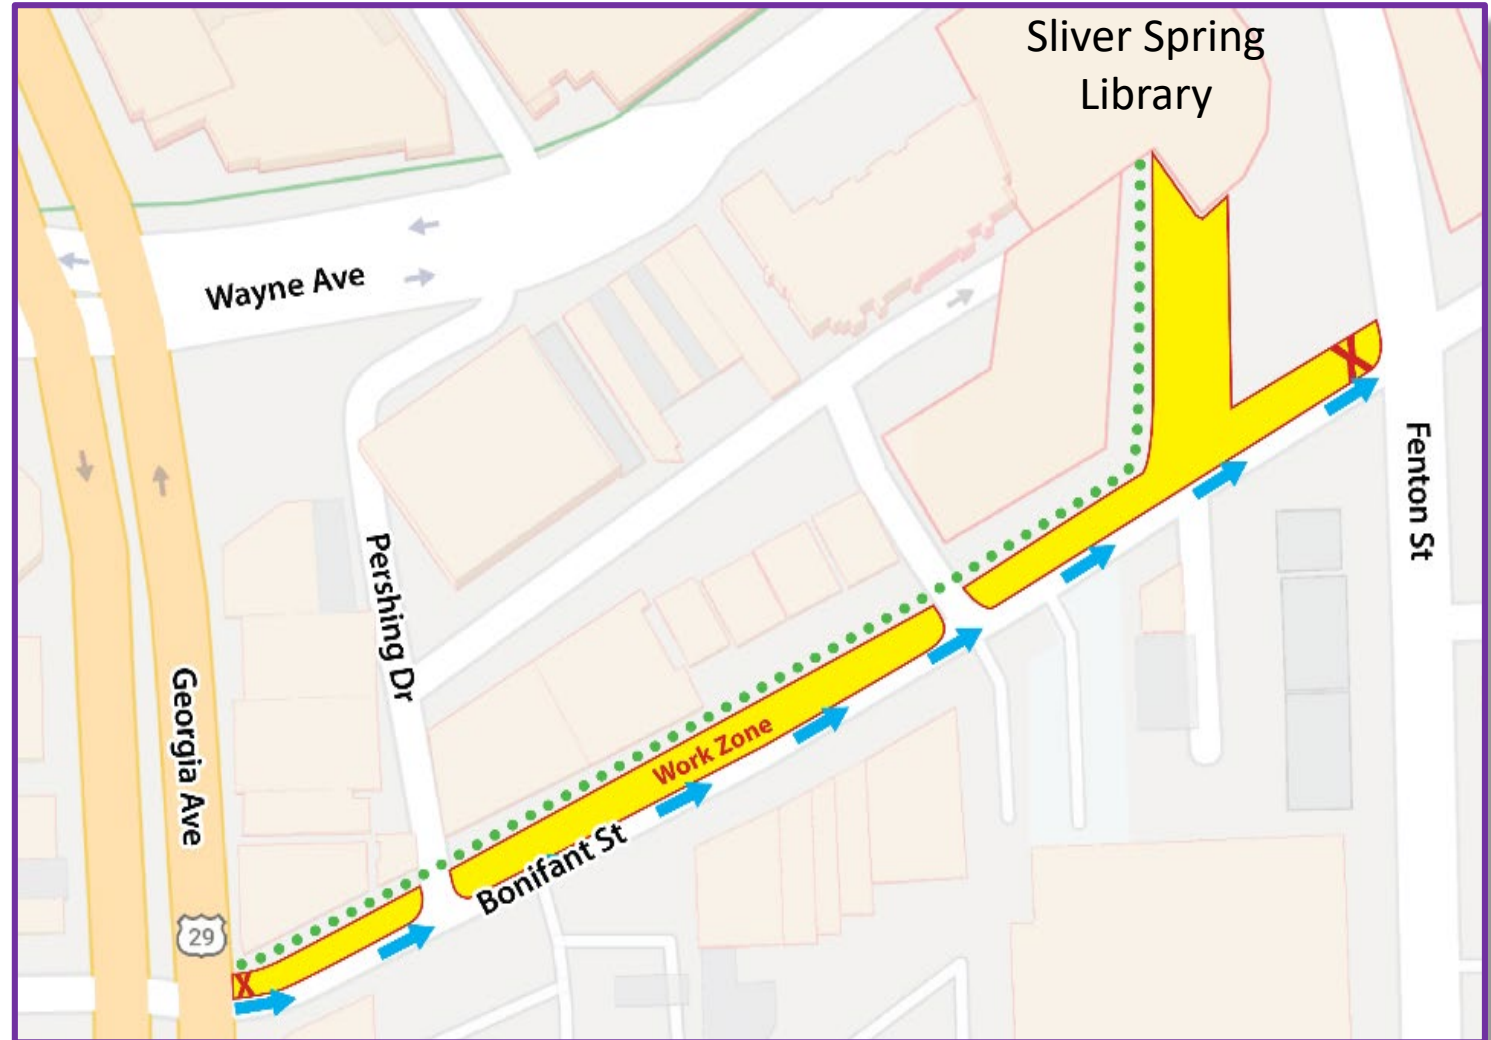 Sliver Spring
Library
Wayne Ave
X
Fenton St
Pershing Dr
Georgia Ave
Work Zone
Bonifant St
29
X